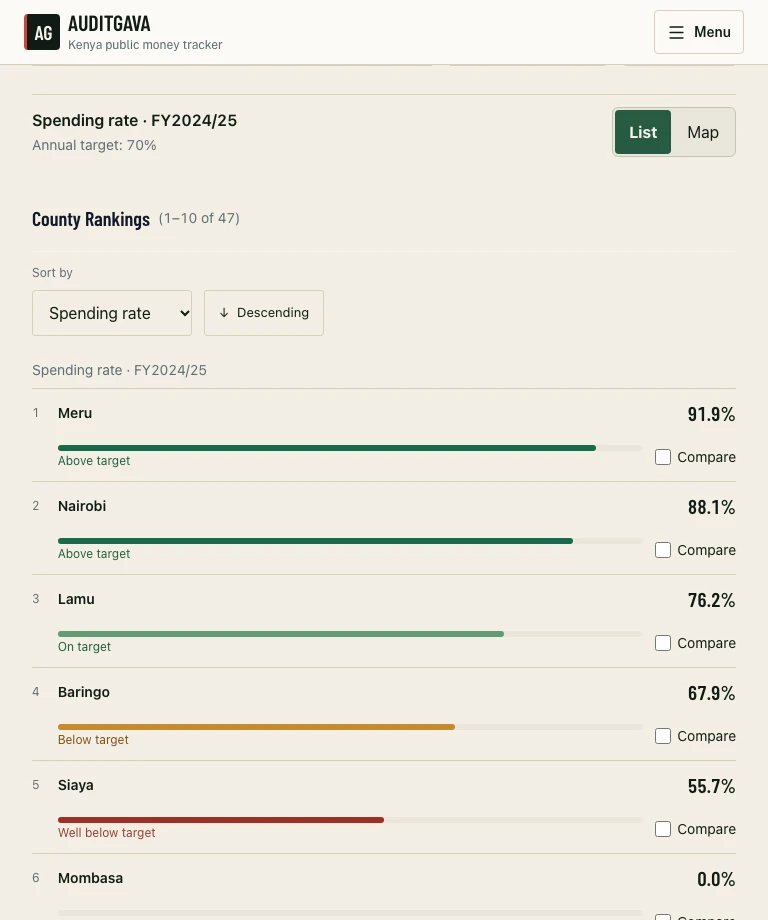 AG
AUDITGAVA
Kenya public money tracker
Menu
Spending rate · FY2024/25
Annual target: 70%
List
Map
County Rankings (1–10 of 47)
Sort by
Spending rate
↓ Descending
Spending rate · FY2024/25
1 Meru 91.9%
Above target
Compare
2 Nairobi 88.1%
Above target
Compare
3 Lamu 76.2%
On target
Compare
4 Baringo 67.9%
Below target
Compare
5 Siaya 55.7%
Well below target
Compare
6 Mombasa 0.0%
Compare